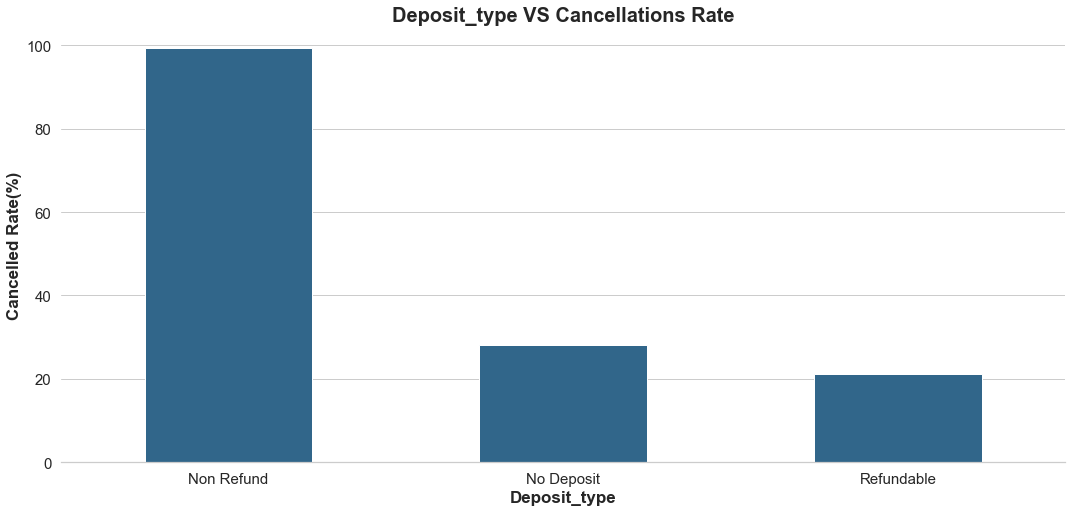 Deposit_type VS Cancellations Rate
Cancelled Rate(%)
100
80
60
40
20
0
Non Refund
No Deposit
Refundable
Deposit_type